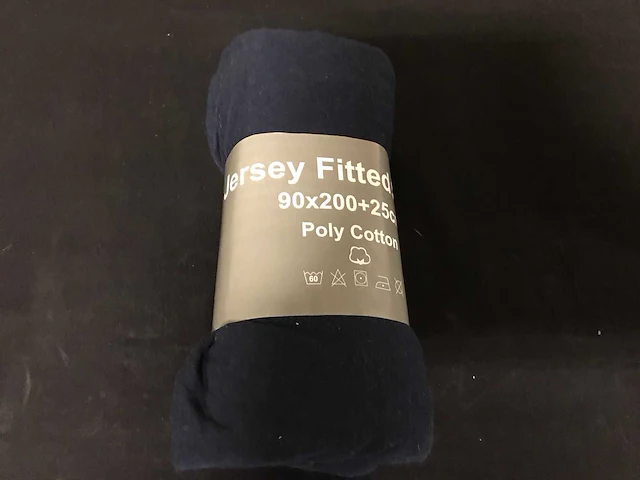 Jersey Fitted
90x200+25c
Poly Cotton
60